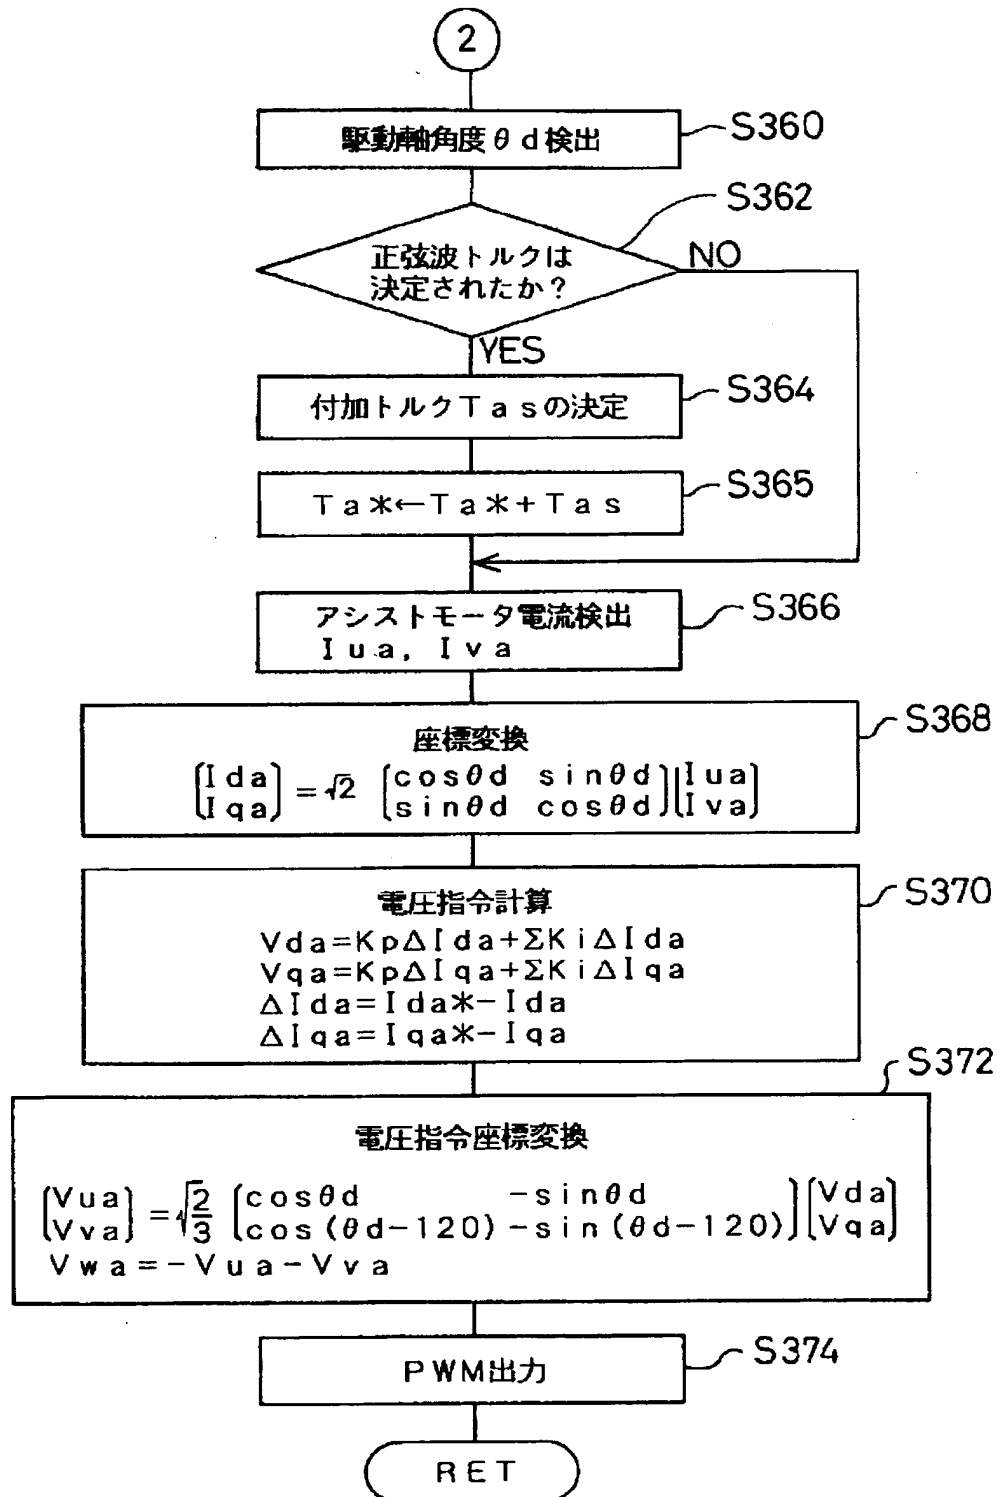 2
駆動軸角度θd検出
S360
S362
正弦波トルクは
決定されたか?
NO
YES
付加トルクTasの決定
S364
Ta*←Ta*+Tas
S365
アシストモータ電流検出
Iua, Iva
S366
座標変換
S368
[Ida] = √2 [cosθd sinθd][Iua]
[Iqa] [sinθd cosθd][Iva]
電圧指令計算
S370
Vda=KpΔIda+ΣKiΔIda
Vqa=KpΔIqa+ΣKiΔIqa
ΔIda=Ida*-Ida
ΔIqa=Iqa*-Iqa
S372
電圧指令座標変換
[Vua] = √2/3 [cosθd -sinθd][Vda]
[Vva] [cos(θd-120) -sin(θd-120)][Vqa]
Vwa=-Vua-Vva
PWM出力
S374
RET